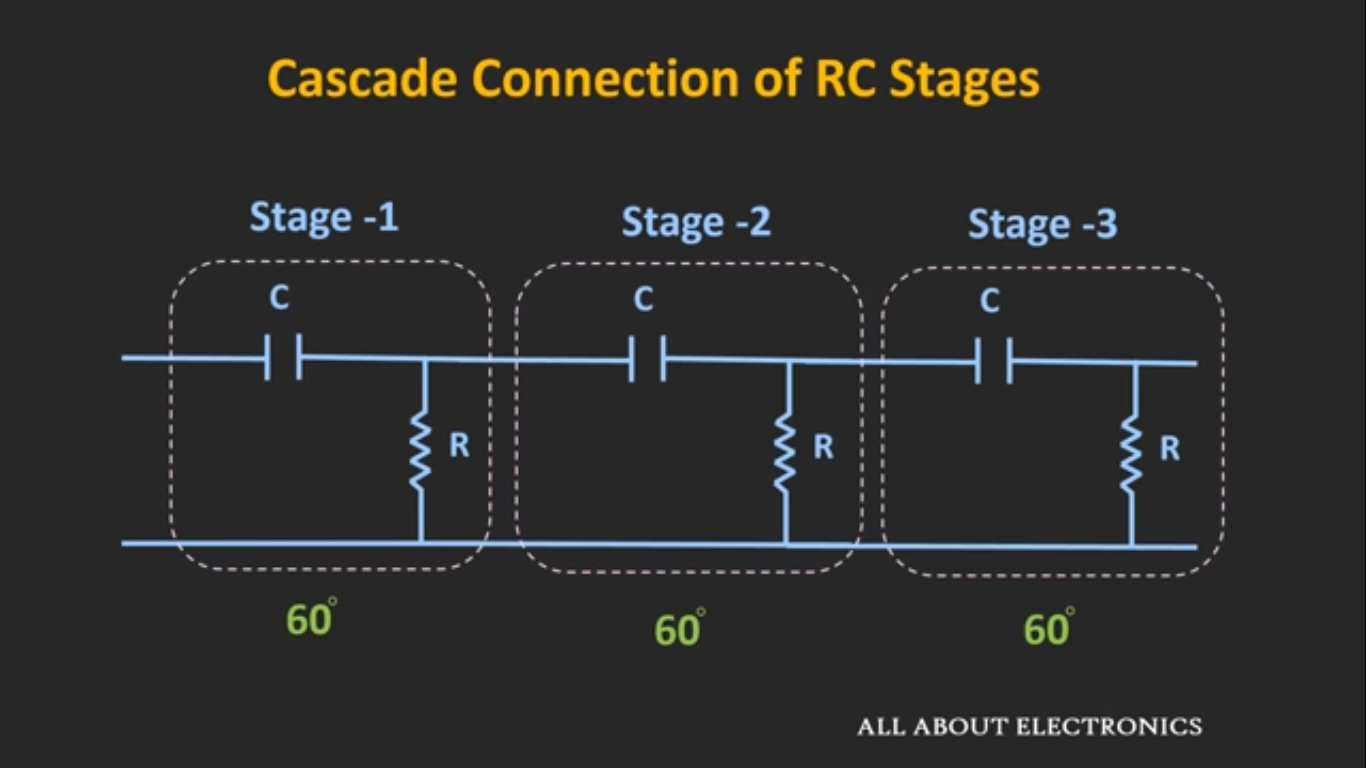 Cascade Connection of RC Stages
Stage -1
Stage -2
Stage -3
C
C
C
R
R
R
60°
60°
60°
ALL ABOUT ELECTRONICS